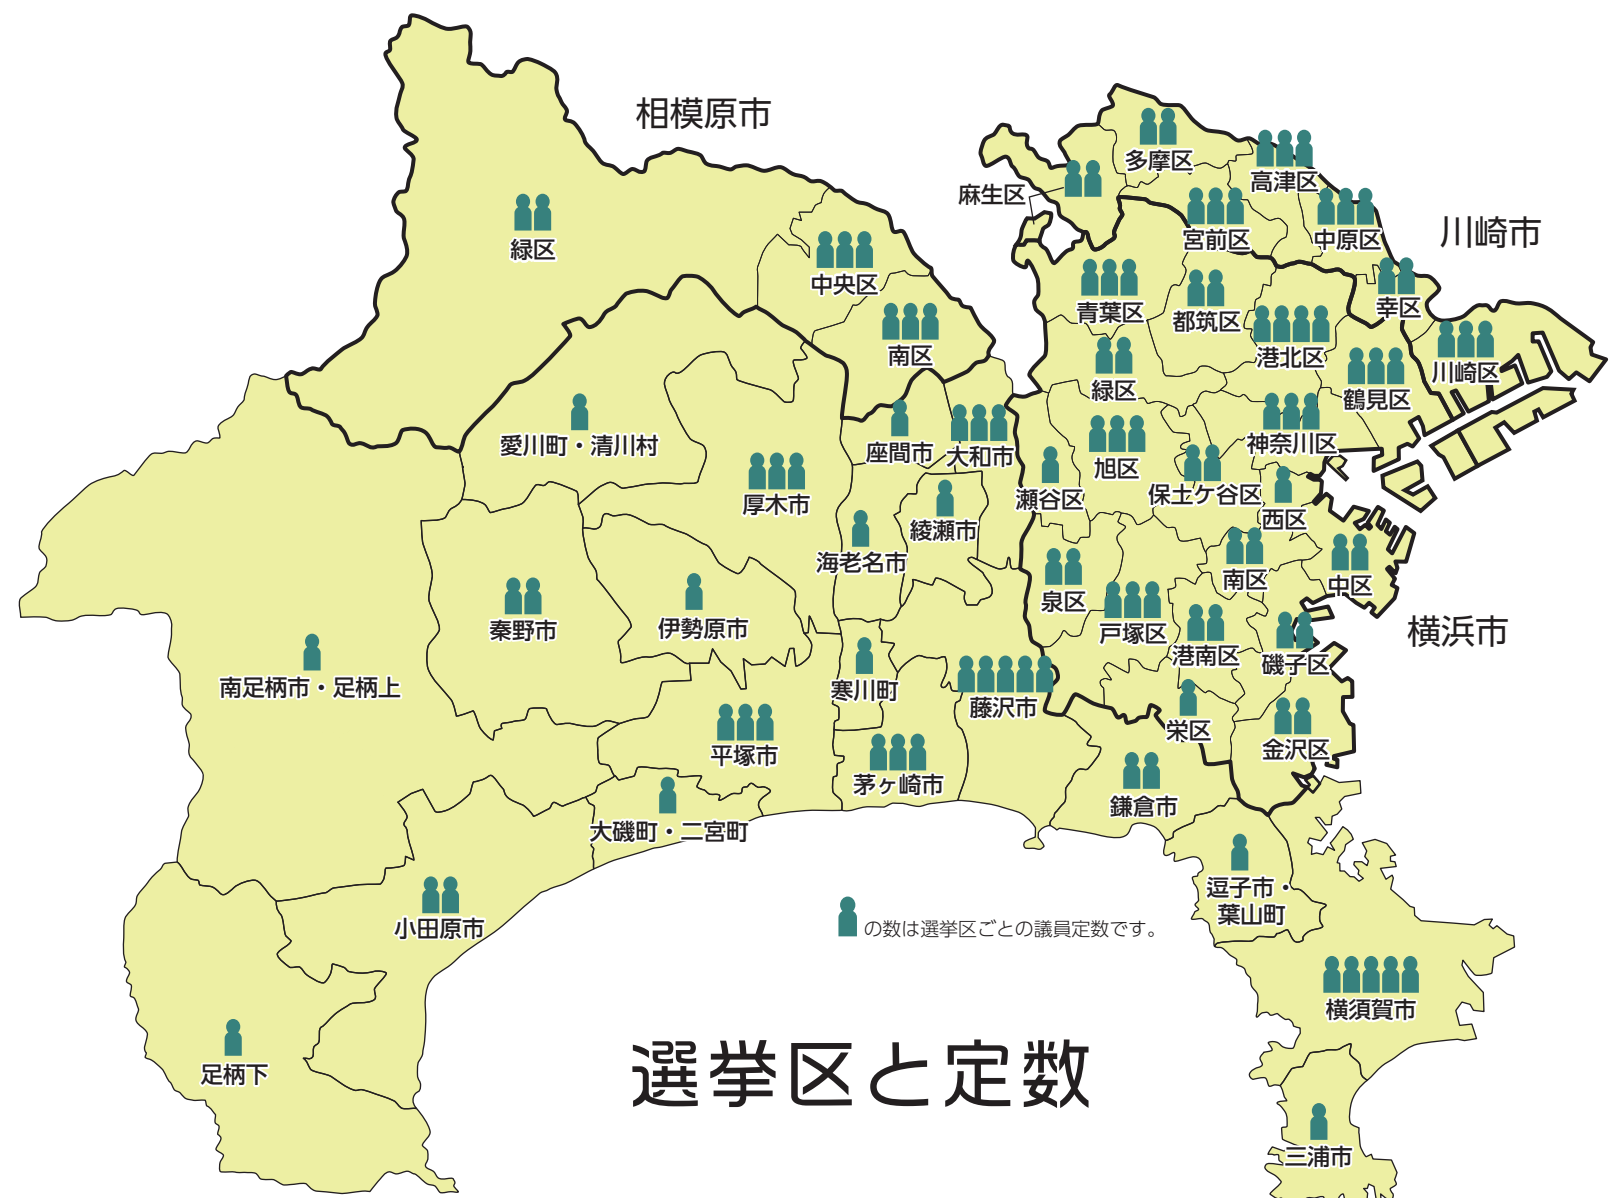 相模原市
川崎市
横浜市
緑区
中央区
南区
麻生区
多摩区
高津区
宮前区
中原区
幸区
川崎区
青葉区
都筑区
港北区
鶴見区
緑区
神奈川区
旭区
瀬谷区
保土ケ谷区
西区
南区
中区
泉区
戸塚区
港南区
磯子区
栄区
金沢区
愛川町・清川村
厚木市
座間市
大和市
綾瀬市
海老名市
秦野市
伊勢原市
南足柄市・足柄上
寒川町
藤沢市
平塚市
茅ヶ崎市
鎌倉市
大磯町・二宮町
小田原市
逗子市・
葉山町
横須賀市
足柄下
三浦市
の数は選挙区ごとの議員定数です。
選挙区と定数